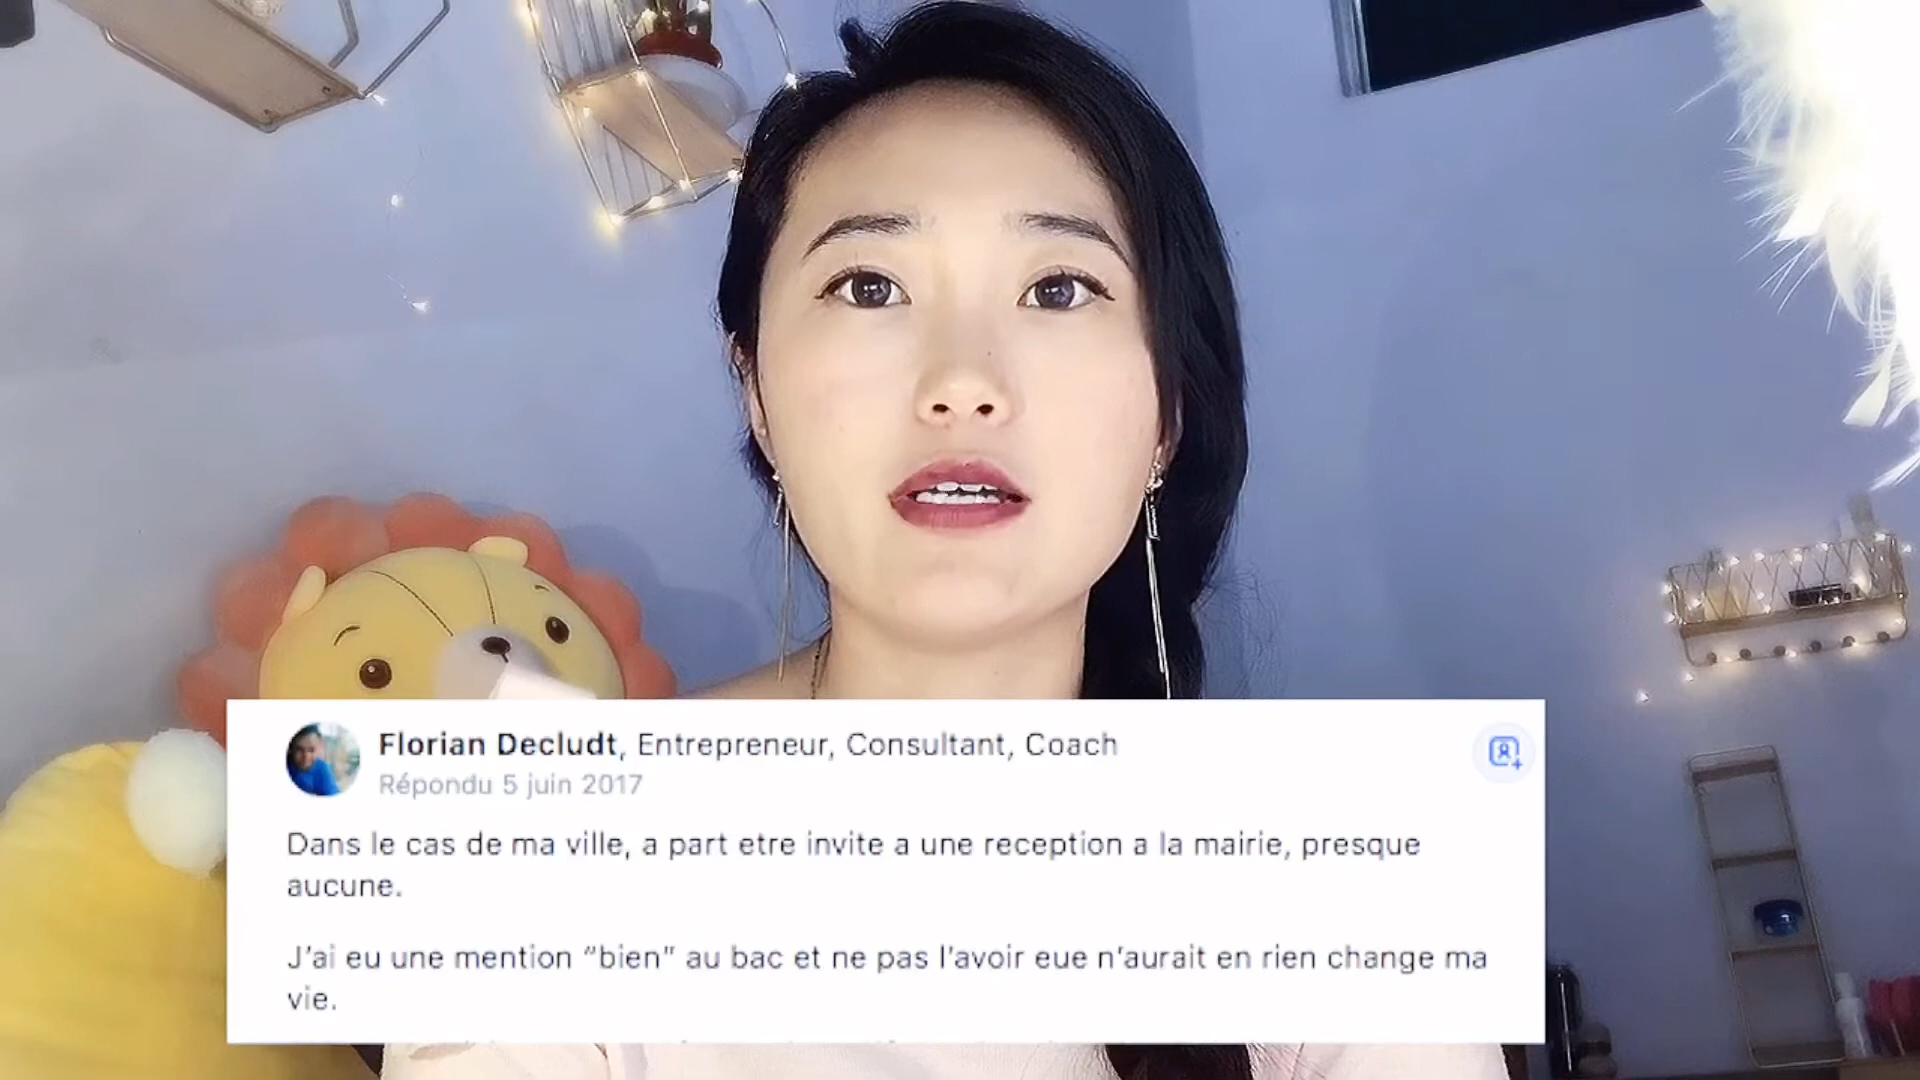 Florian Decludt, Entrepreneur, Consultant, Coach
Répondu 5 juin 2017
Dans le cas de ma ville, a part etre invite a une reception a la mairie, presque
aucune.
J'ai eu une mention "bien" au bac et ne pas l'avoir eue n'aurait en rien change ma
vie.